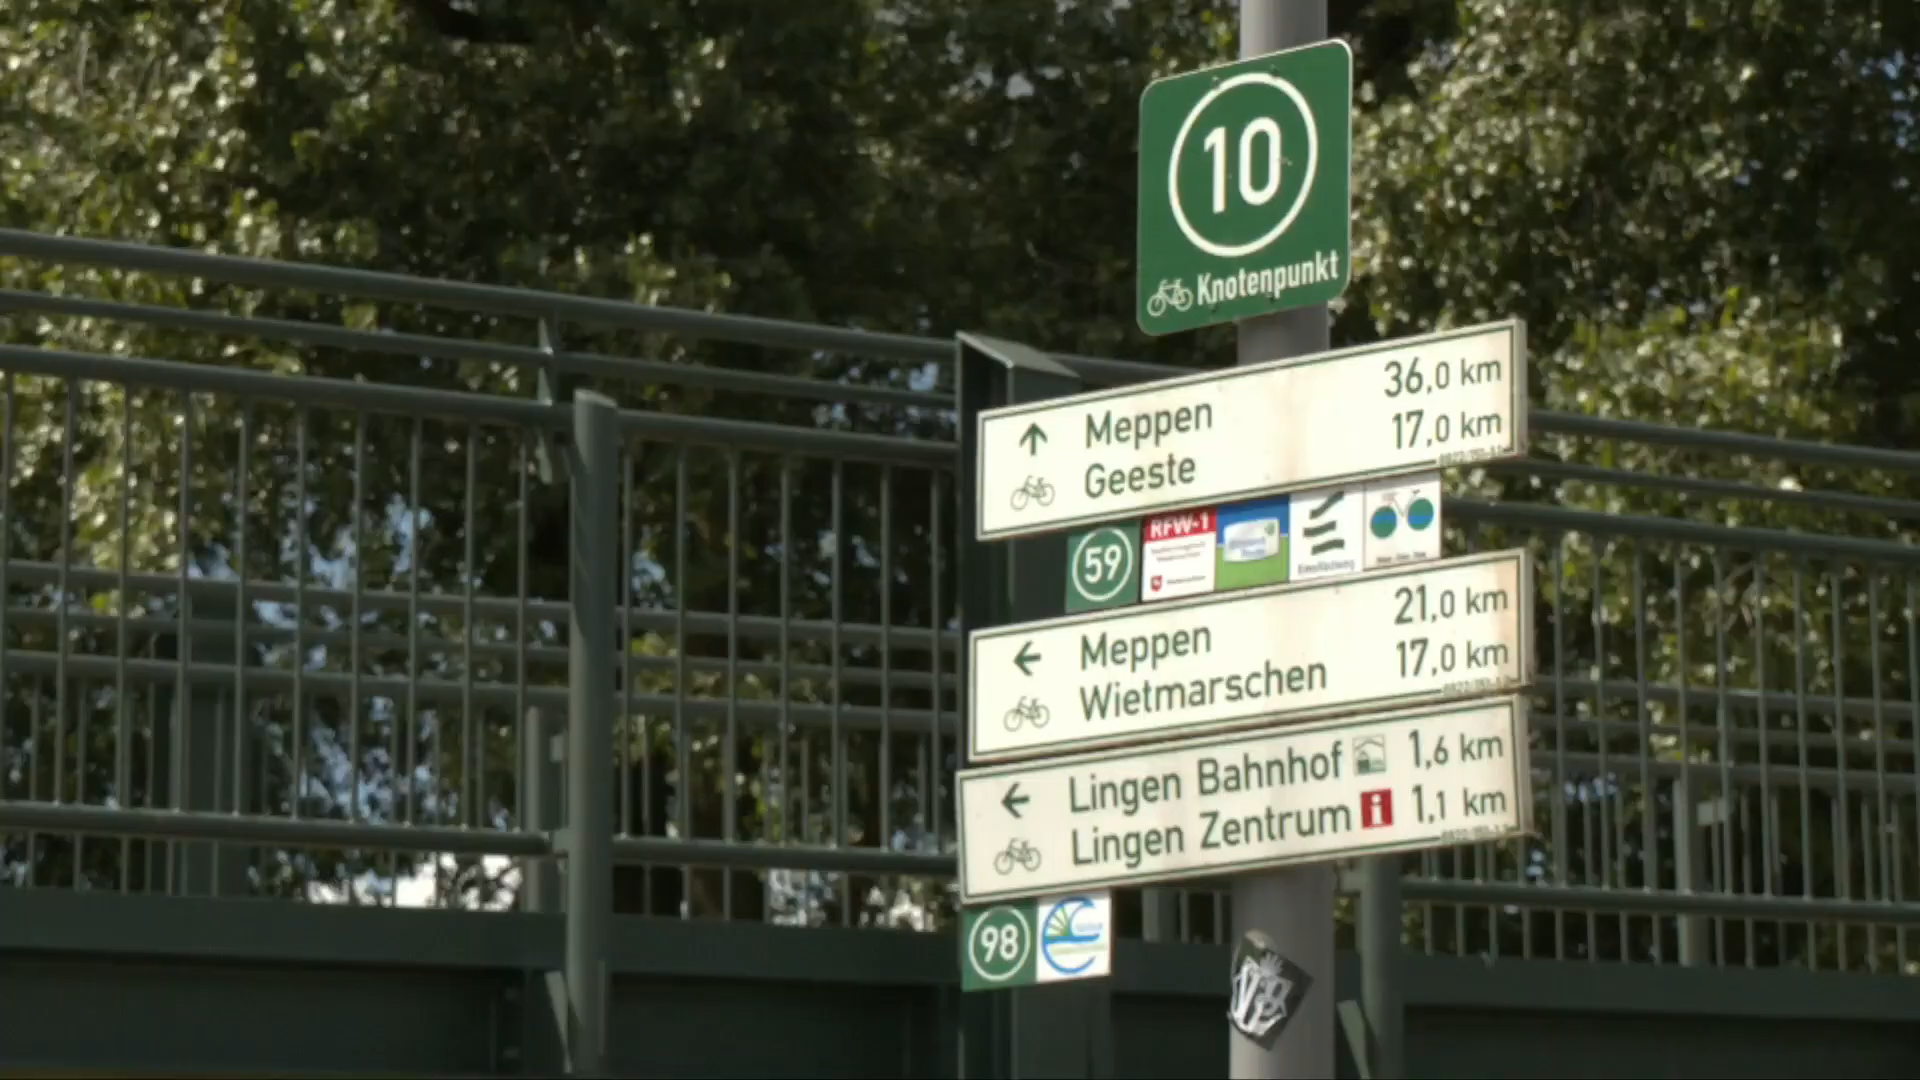 10
Knotenpunkt
Meppen 36,0 km
Geeste 17,0 km
59
RFW-1
Meppen 21,0 km
Wietmarschen 17,0 km
Lingen Bahnhof 1,6 km
Lingen Zentrum i 1,1 km
98